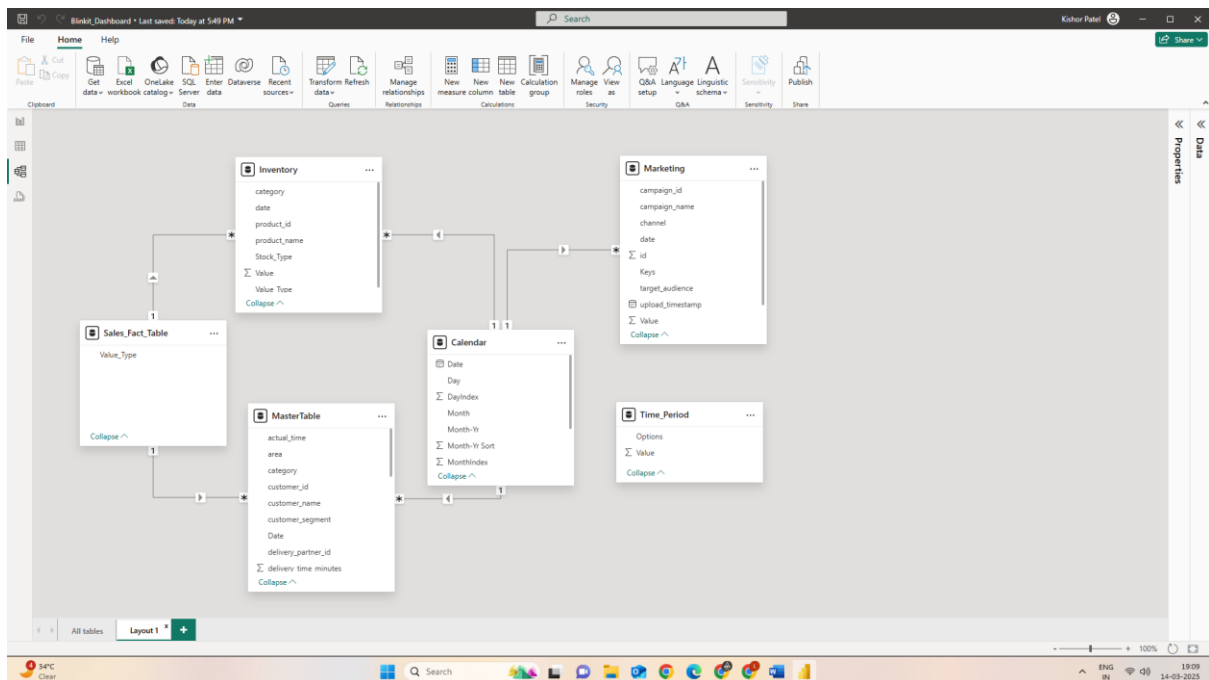 Blinkit_Dashboard • Last saved: Today at 5:49 PM
Search
Kishor Patel
File Home Help
Share
Paste
Cut
Copy
Get data
Excel workbook
OneLake catalog
SQL Server
Enter data
Dataverse
Recent sources
Transform data
Refresh
Manage relationships
New measure
New column
New table
Calculation group
Manage roles
View as
Q&A setup
Language
Linguistic schema
Sensitivity
Publish
Clipboard
Data
Queries
Relationships
Calculations
Security
Q&A
Sensitivity
Share
Properties
Data
Inventory
category
date
product_id
product_name
Stock_Type
Value
Value Type
Collapse
Marketing
campaign_id
campaign_name
channel
date
id
Keys
target_audience
upload_timestamp
Value
Collapse
Sales_Fact_Table
Value_Type
Collapse
Calendar
Date
Day
DayIndex
Month
Month-Yr
Month-Yr Sort
MonthIndex
Collapse
MasterTable
actual_time
area
category
customer_id
customer_name
customer_segment
Date
delivery_partner_id
delivery time minutes
Collapse
Time_Period
Options
Value
Collapse
1
*
1
*
1
*
1
*
1
*
All tables
Layout 1
100%
4
34°C
Clear
Search
ENG
IN
19:09
14-03-2025